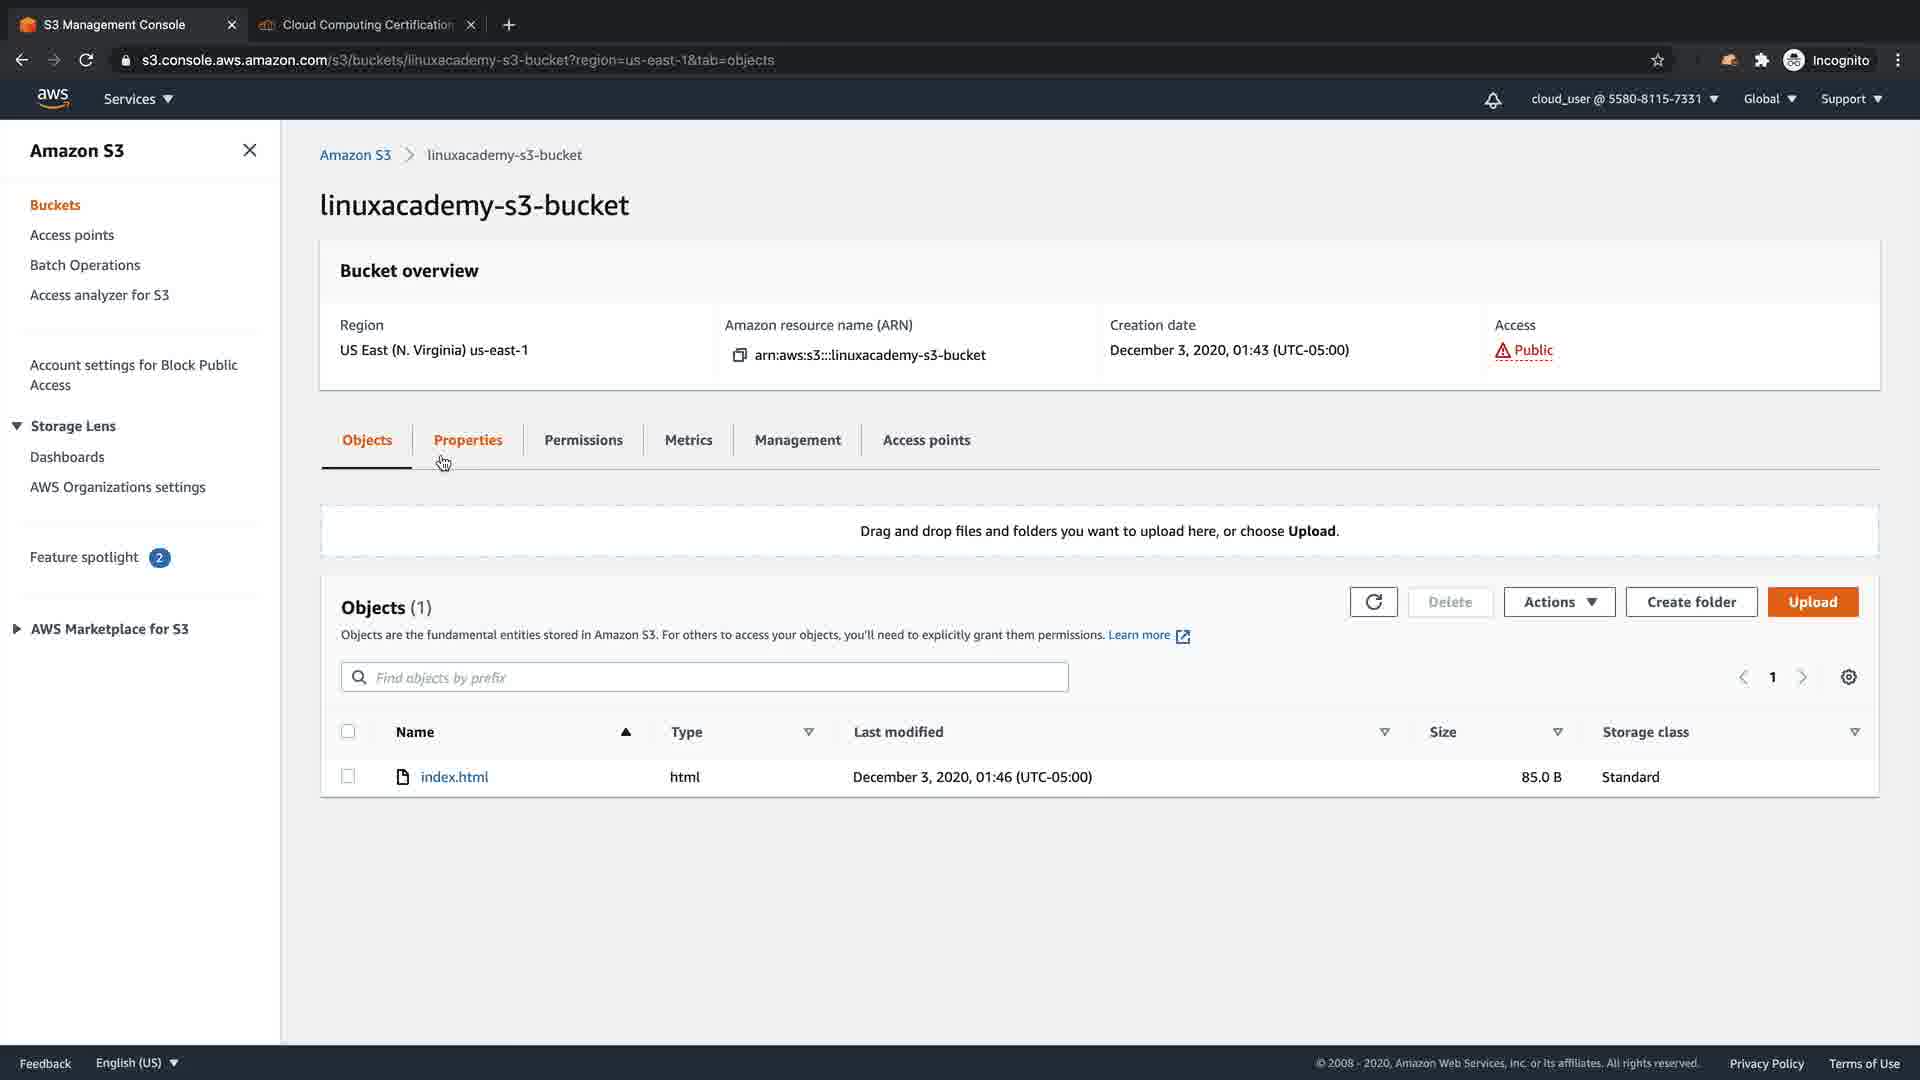 S3 Management Console
Cloud Computing Certification
s3.console.aws.amazon.com/s3/buckets/linuxacademy-s3-bucket?region=us-east-1&tab=objects
Incognito
aws
Services
cloud_user @ 5580-8115-7331
Global
Support
Amazon S3
Buckets
Access points
Batch Operations
Access analyzer for S3
Account settings for Block Public
Access
Storage Lens
Dashboards
AWS Organizations settings
Feature spotlight 2
AWS Marketplace for S3
Amazon S3 linuxacademy-s3-bucket
linuxacademy-s3-bucket
Bucket overview
Region
US East (N. Virginia) us-east-1
Amazon resource name (ARN)
arn:aws:s3:::linuxacademy-s3-bucket
Creation date
December 3, 2020, 01:43 (UTC-05:00)
Access
Public
Objects Properties Permissions Metrics Management Access points
Drag and drop files and folders you want to upload here, or choose Upload.
Objects (1)
Delete Actions Create folder Upload
Objects are the fundamental entities stored in Amazon S3. For others to access your objects, you'll need to explicitly grant them permissions. Learn more
Find objects by prefix
1
Name Type Last modified Size Storage class
index.html html December 3, 2020, 01:46 (UTC-05:00) 85.0 B Standard
Feedback English (US) © 2008 - 2020, Amazon Web Services, Inc. or its affiliates. All rights reserved. Privacy Policy Terms of Use